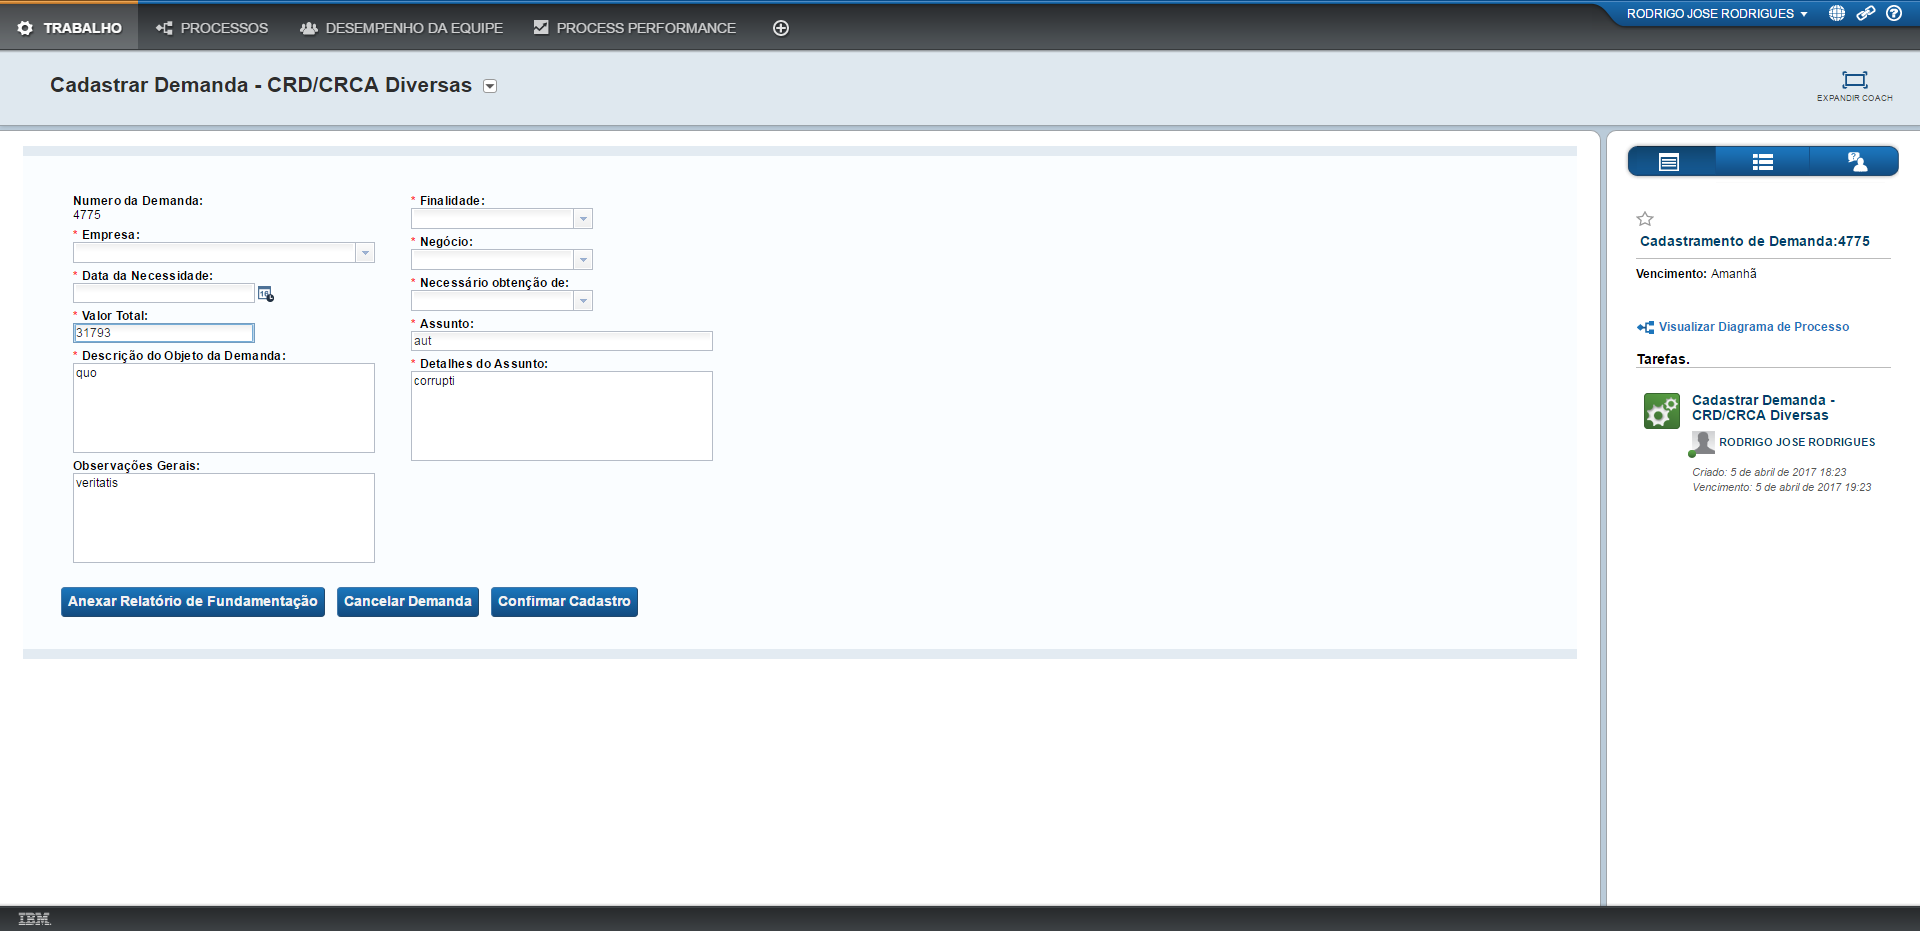 TRABALHO
PROCESSOS
DESEMPENHO DA EQUIPE
PROCESS PERFORMANCE
RODRIGO JOSE RODRIGUES
Cadastrar Demanda - CRD/CRCA Diversas
EXPANDIR COACH
Numero da Demanda:
4775
* Empresa:
* Data da Necessidade:
16
* Valor Total:
31793
* Descrição do Objeto da Demanda:
quo
Observações Gerais:
veritatis
* Finalidade:
* Negócio:
* Necessário obtenção de:
* Assunto:
aut
* Detalhes do Assunto:
corrupti
Anexar Relatório de Fundamentação
Cancelar Demanda
Confirmar Cadastro
Cadastramento de Demanda:4775
Vencimento: Amanhã
Visualizar Diagrama de Processo
Tarefas.
Cadastrar Demanda -
CRD/CRCA Diversas
RODRIGO JOSE RODRIGUES
Criado: 5 de abril de 2017 18:23
Vencimento: 5 de abril de 2017 19:23
IBM